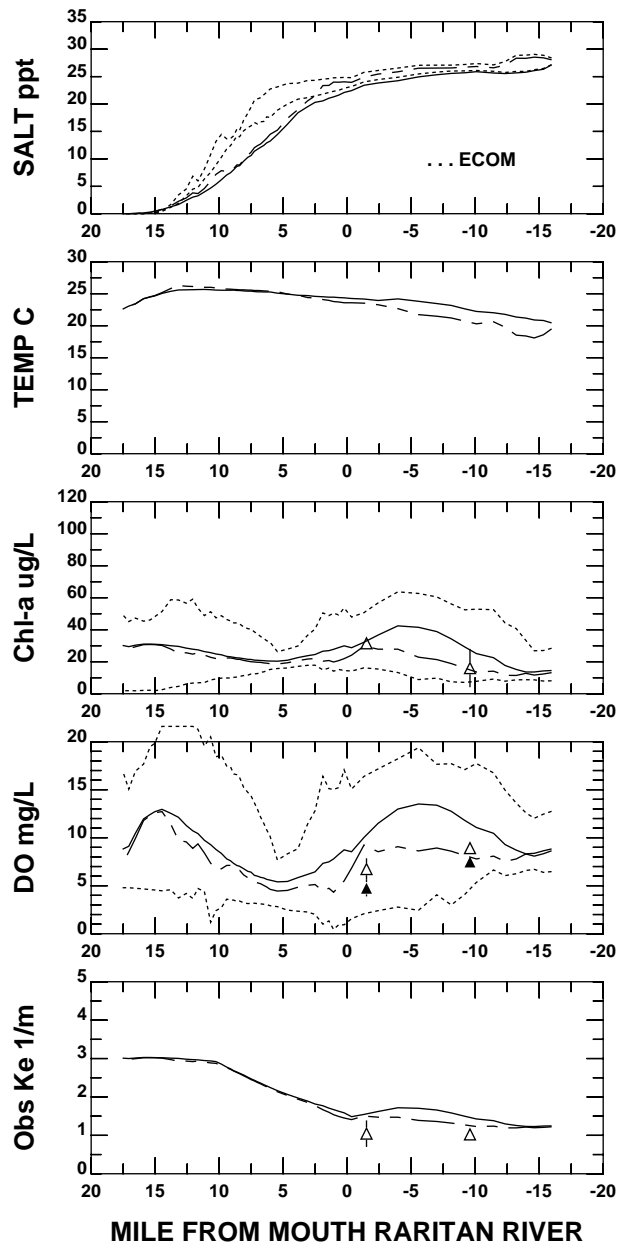 SALT ppt
35
30
25
20
15
10
5
0
. . . ECOM
20 15 10 5 0 -5 -10 -15 -20
TEMP C
30
25
20
15
10
5
0
20 15 10 5 0 -5 -10 -15 -20
Chl-a ug/L
120
100
80
60
40
20
0
20 15 10 5 0 -5 -10 -15 -20
DO mg/L
20
15
10
5
0
20 15 10 5 0 -5 -10 -15 -20
Obs Ke 1/m
5
4
3
2
1
0
20 15 10 5 0 -5 -10 -15 -20
MILE FROM MOUTH RARITAN RIVER